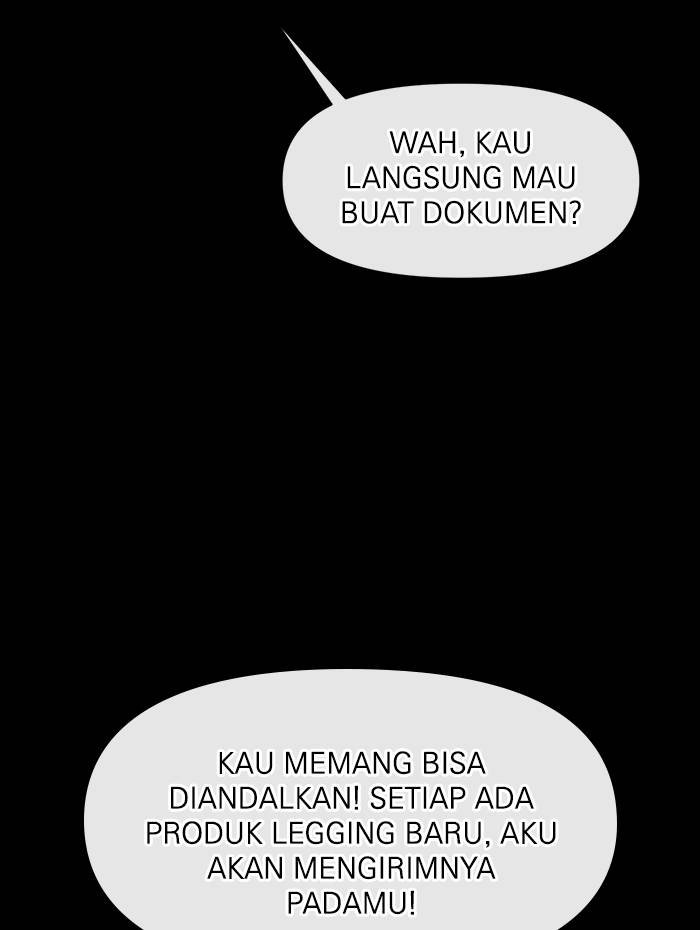 WAH, KAU
LANGSUNG MAU
BUAT DOKUMEN?
KAU MEMANG BISA
DIANDALKAN! SETIAP ADA
PRODUK LEGGING BARU, AKU
AKAN MENGIRIMNYA
PADAMU!